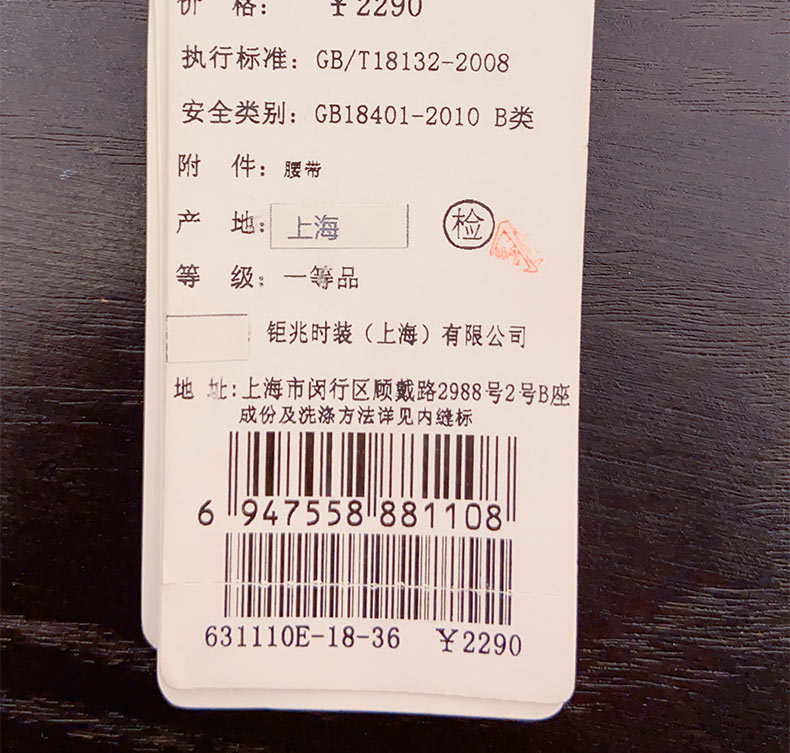 价 格: ￥2290
执行标准: GB/T18132-2008
安全类别: GB18401-2010 B类
附 件: 腰带
产 地: 上海 检
等 级: 一等品
钜兆时装（上海）有限公司
地 址:上海市闵行区顾戴路2988号2号B座
成份及洗涤方法详见内缝标
6 947558 881108
631110E-18-36 ￥2290